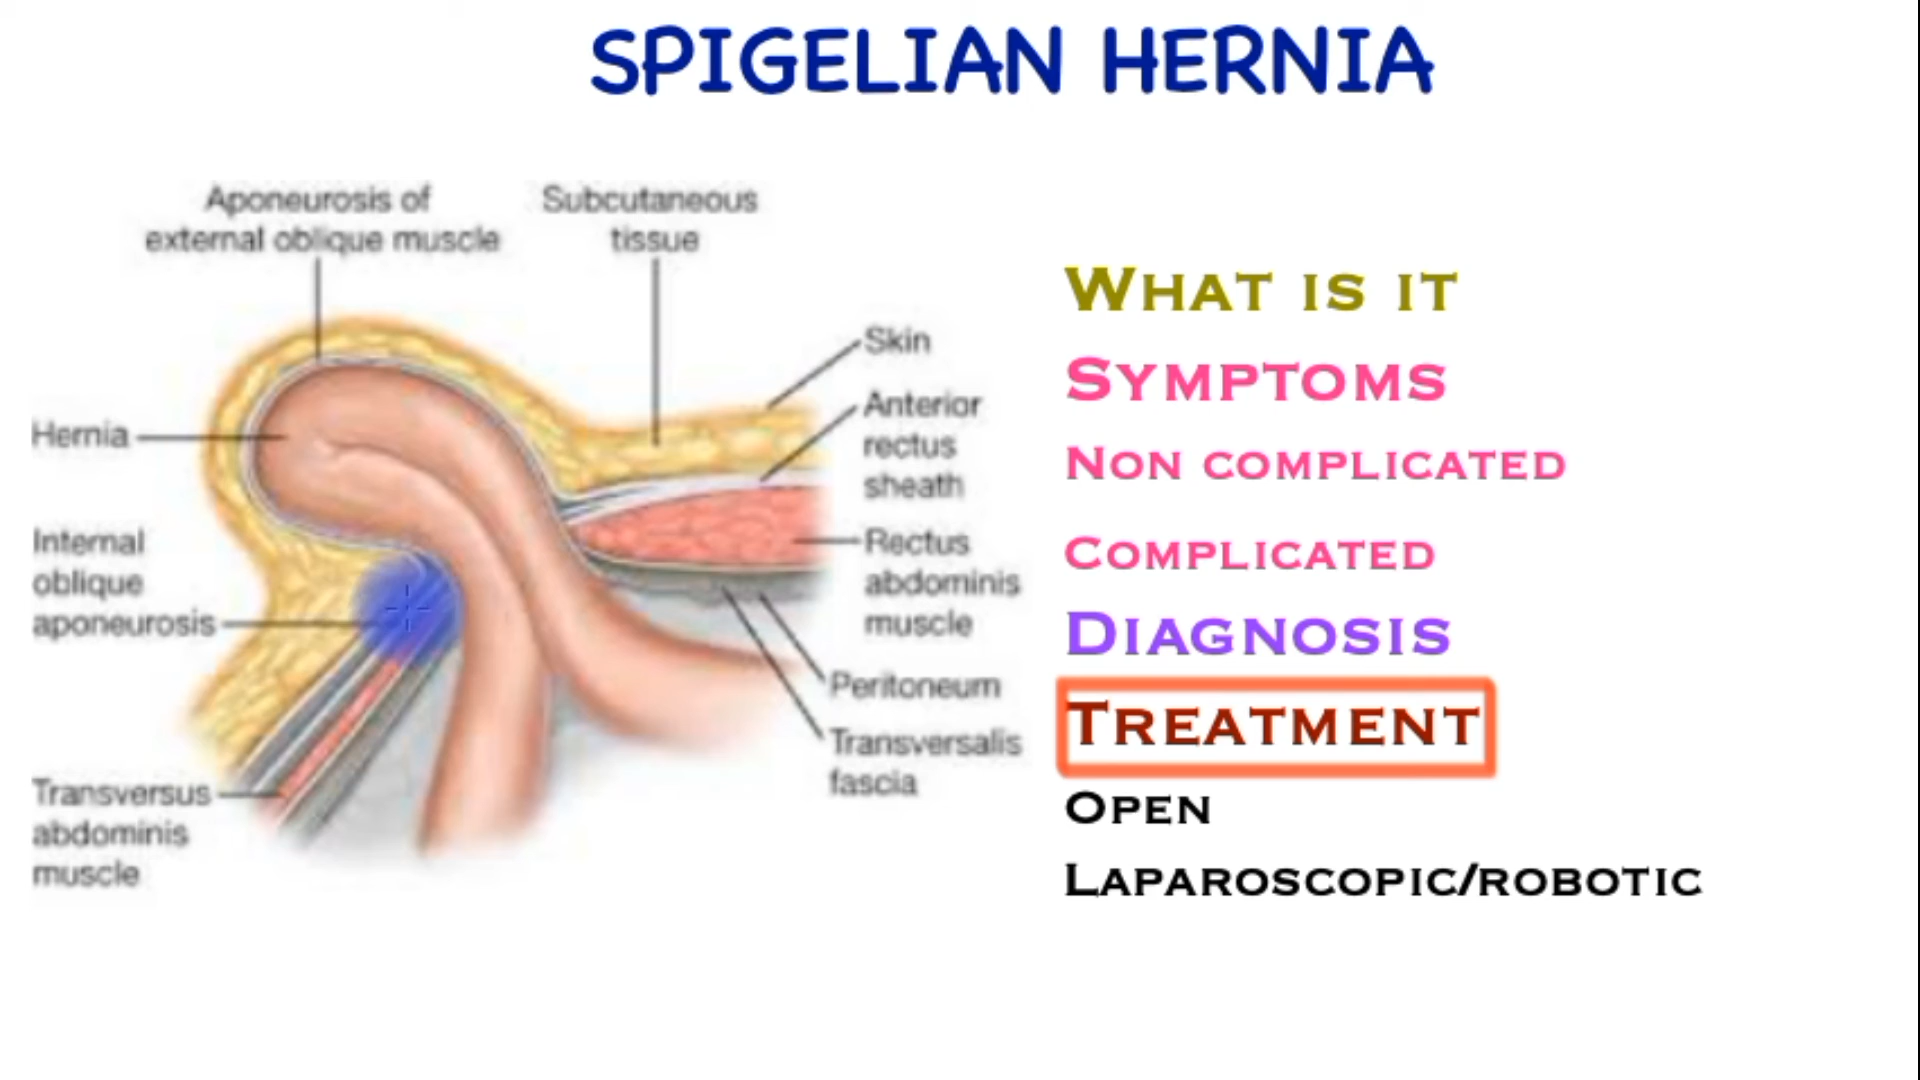 SPIGELIAN HERNIA
Aponeurosis of
external oblique muscle
Subcutaneous
tissue
Skin
Anterior
rectus
sheath
Hernia
Internal
oblique
aponeurosis
Rectus
abdominis
muscle
Peritoneum
Transversalis
fascia
Transversus
abdominis
muscle
WHAT IS IT
SYMPTOMS
NON COMPLICATED
COMPLICATED
DIAGNOSIS
TREATMENT
OPEN
LAPAROSCOPIC/ROBOTIC